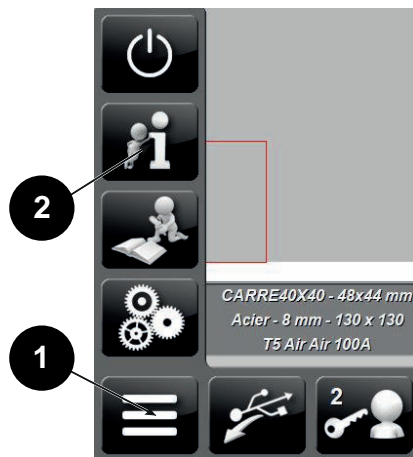 2
CARRE40X40 - 48x44 mm
Acier - 8 mm - 130 x 130
T5 Air Air 100A
1
2